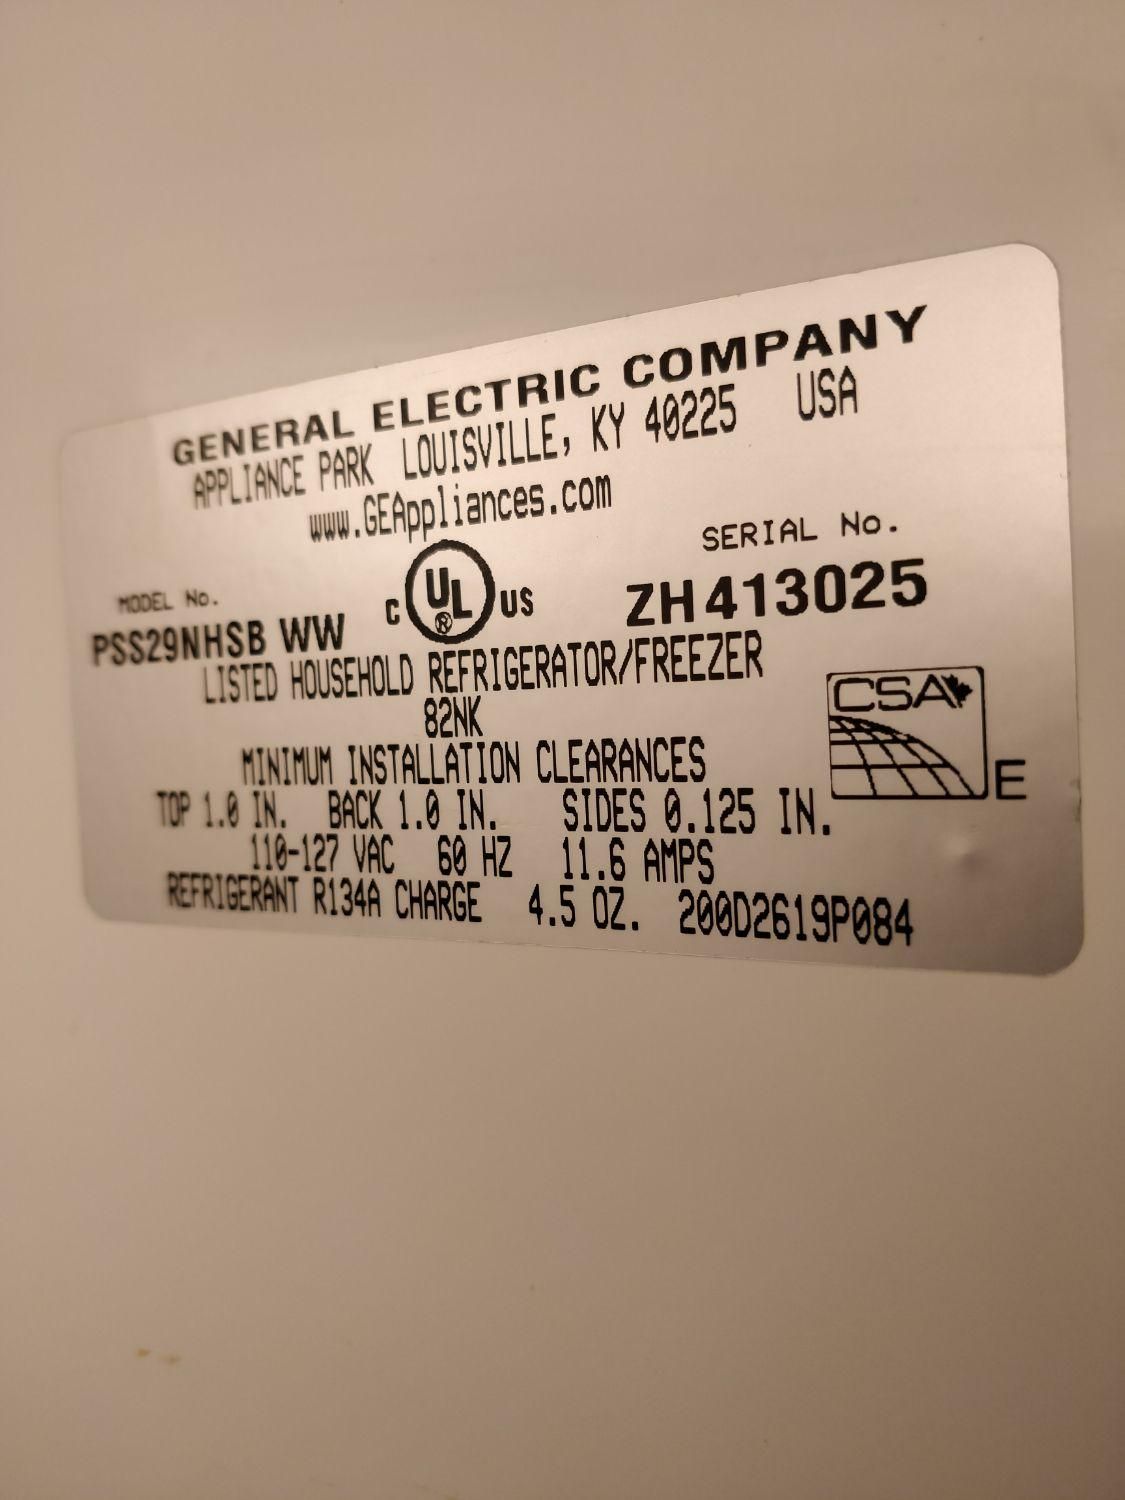 GENERAL ELECTRIC COMPANY
APPLIANCE PARK LOUISVILLE, KY 40225 USA
www.GEAppliances.com
MODEL No. SERIAL No.
PSS29NHSB WW C UL ® US ZH413025
LISTED HOUSEHOLD REFRIGERATOR/FREEZER
82NK
CSA E
MINIMUM INSTALLATION CLEARANCES
TOP 1.0 IN. BACK 1.0 IN. SIDES 0.125 IN.
110-127 VAC 60 HZ 11.6 AMPS
REFRIGERANT R134A CHARGE 4.5 OZ. 200D2619P084